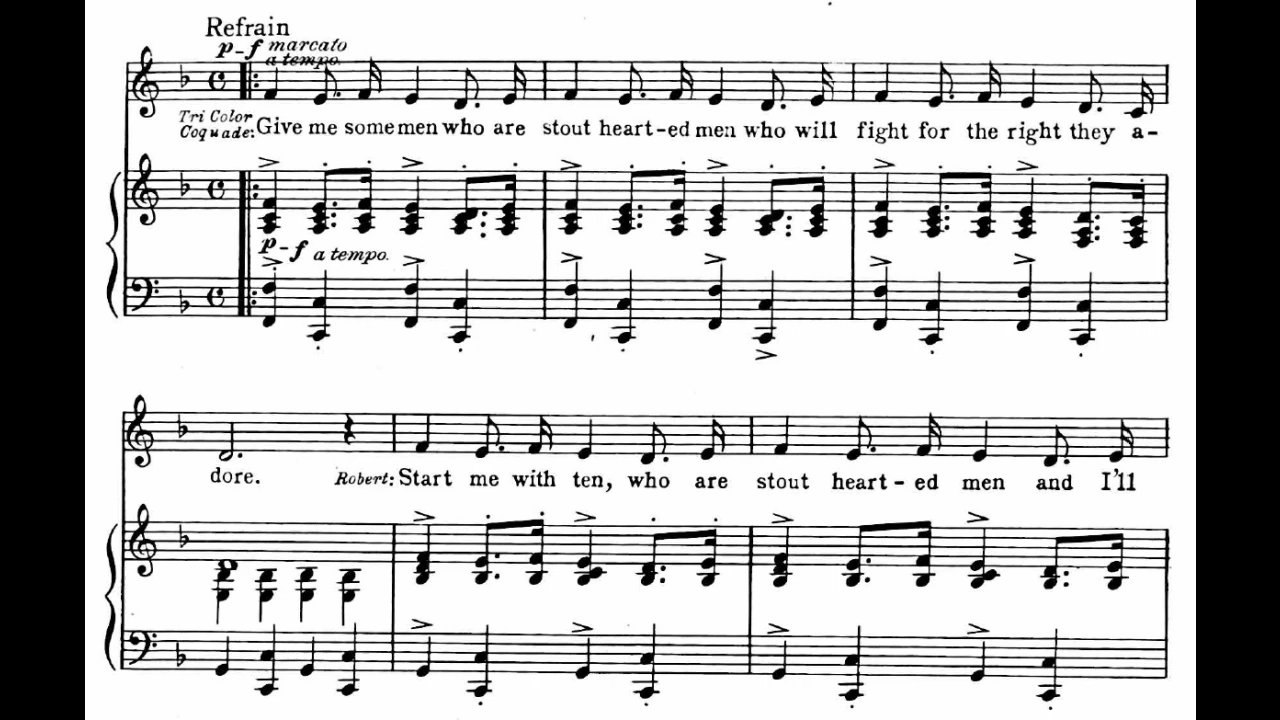 Refrain
p-f marcato
a tempo.
Tri Color
Coquade: Give me some men who are stout heart-ed men who will fight for the right they a-
p-f a tempo.
dore. Robert: Start me with ten, who are stout heart-ed men and I'll